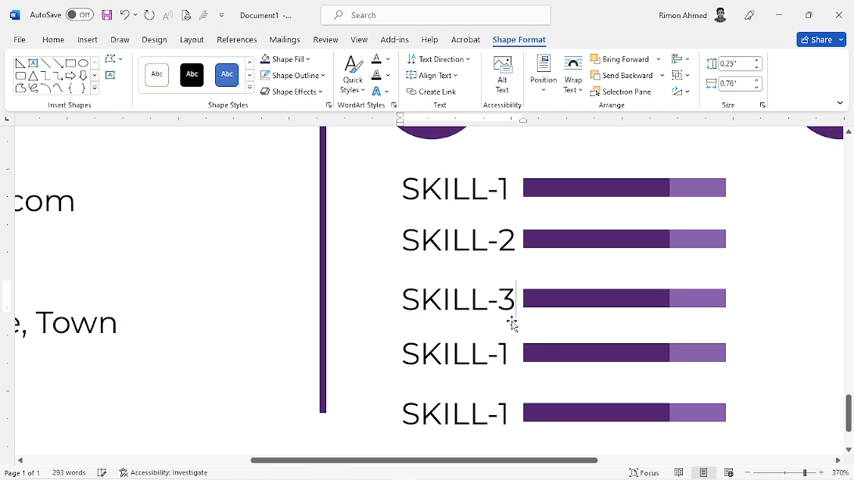 AutoSave Off
Document1 -...
Search
Rimon Ahmed
File Home Insert Draw Design Layout References Mailings Review View Add-ins Help Acrobat Shape Format
Share
Abc Abc Abc
Shape Fill
Shape Outline
Shape Effects
Quick Styles
Text Direction
Align Text
Create Link
Alt Text
Position
Wrap Text
Bring Forward
Send Backward
Selection Pane
0.25"
0.76"
Insert Shapes
Shape Styles
WordArt Styles
Text
Accessibility
Arrange
Size
SKILL-1
.com
SKILL-2
SKILL-3
e, Town
SKILL-1
SKILL-1
Page 1 of 1 293 words Accessibility: Investigate Focus 370%